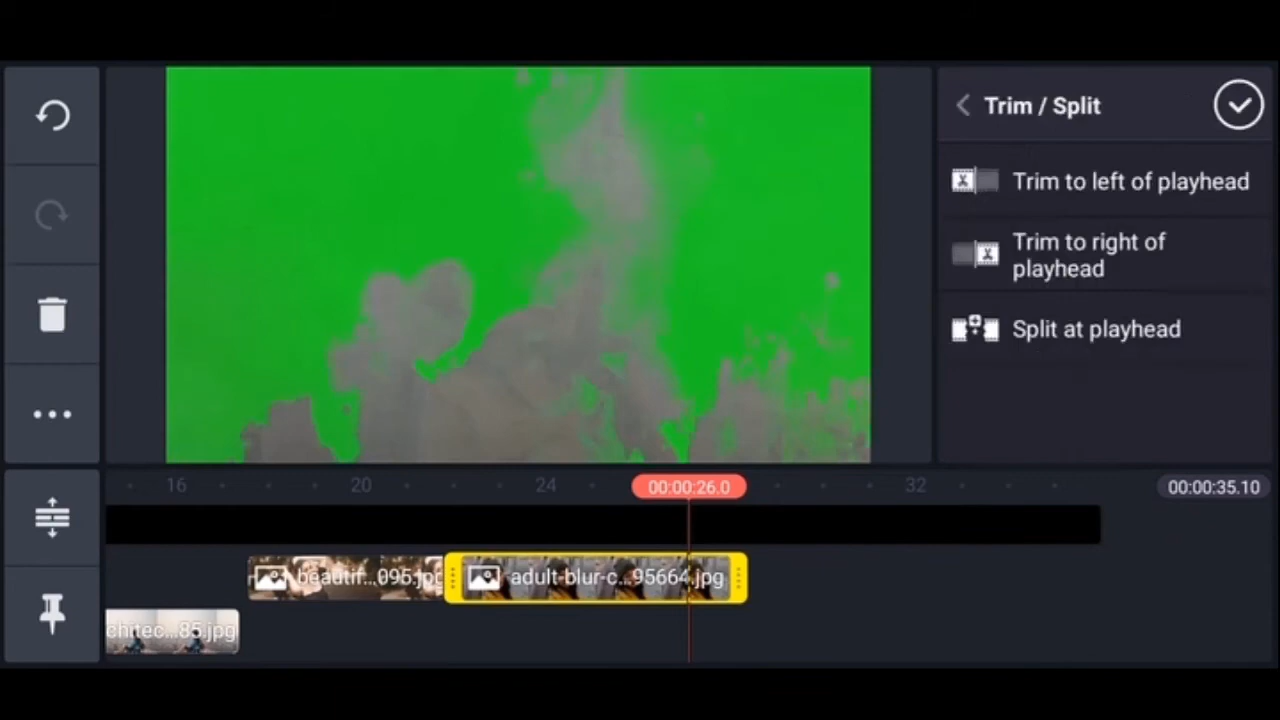 Trim / Split
Trim to left of playhead
Trim to right of
playhead
Split at playhead
16
20
24
00:00:26.0
32
00:00:35.10
beautif...095.jpg
adult-blur-c...95664.jpg
chitec...85.jpg